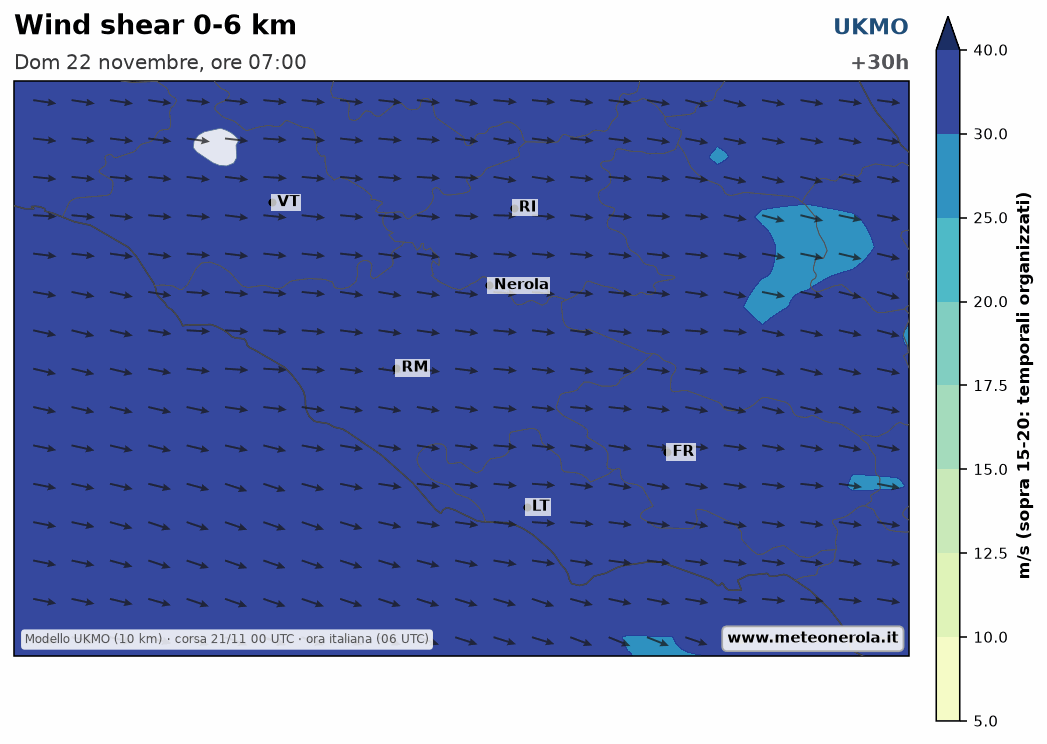 Wind shear 0-6 km
UKMO
Dom 22 novembre, ore 07:00
+30h
40.0
30.0
25.0
20.0
17.5
15.0
12.5
10.0
5.0
m/s (sopra 15-20: temporali organizzati)
VT
RI
Nerola
RM
FR
LT
Modello UKMO (10 km) · corsa 21/11 00 UTC · ora italiana (06 UTC)
www.meteonerola.it